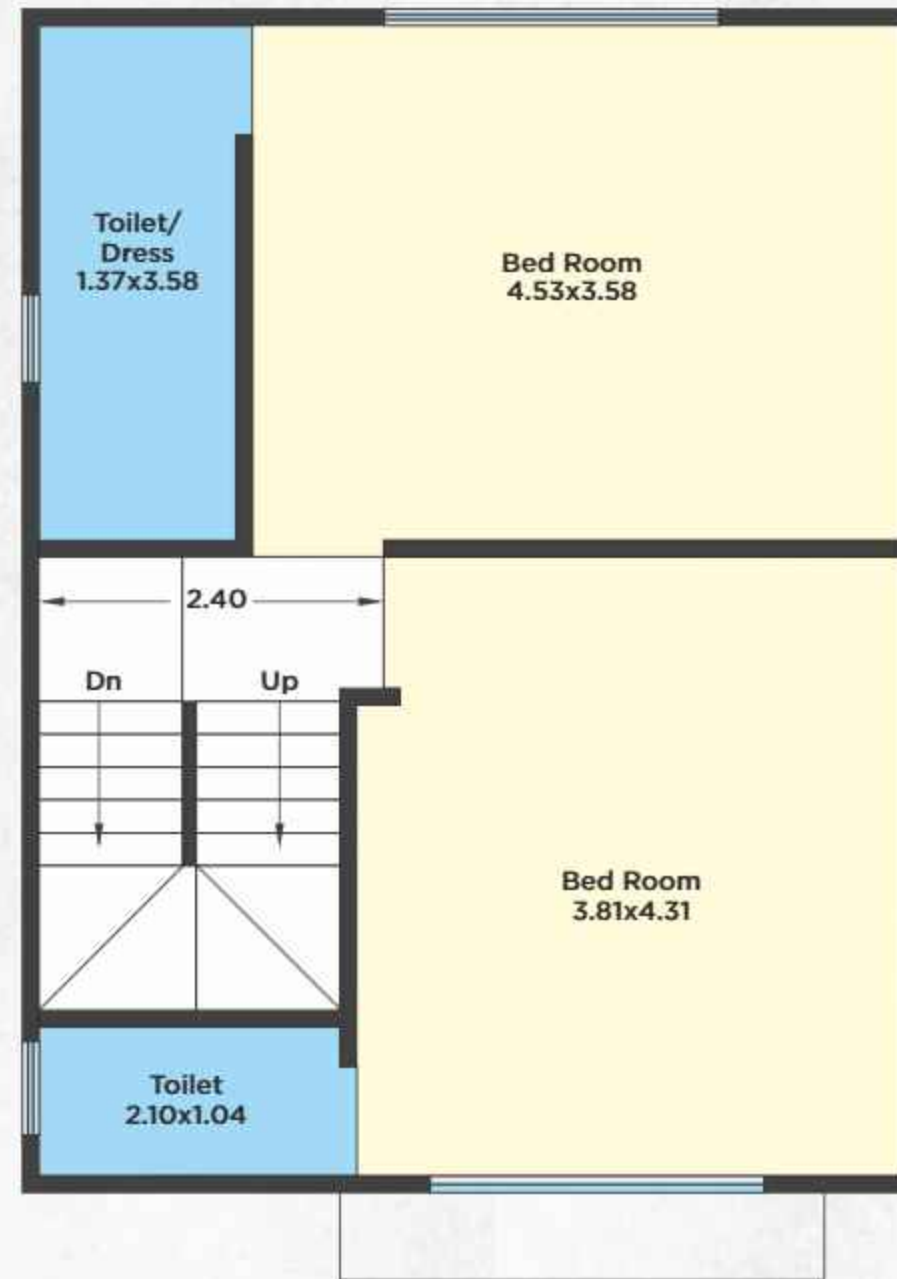 Toilet/
Dress
1.37x3.58
Bed Room
4.53x3.58
2.40
Dn
Up
Bed Room
3.81x4.31
Toilet
2.10x1.04